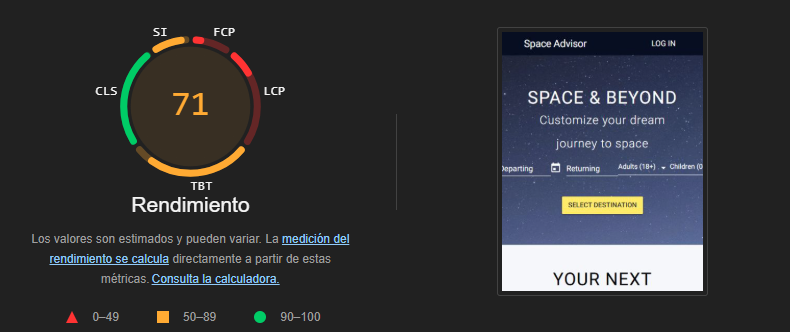 SI
FCP
CLS
LCP
71
TBT
Rendimiento
Los valores son estimados y pueden variar. La medición del
rendimiento se calcula directamente a partir de estas
métricas. Consulta la calculadora.
0–49
50–89
90–100
Space Advisor
LOG IN
SPACE & BEYOND
Customize your dream
journey to space
eparting
Returning
Adults (18+)
Children (0
SELECT DESTINATION
YOUR NEXT